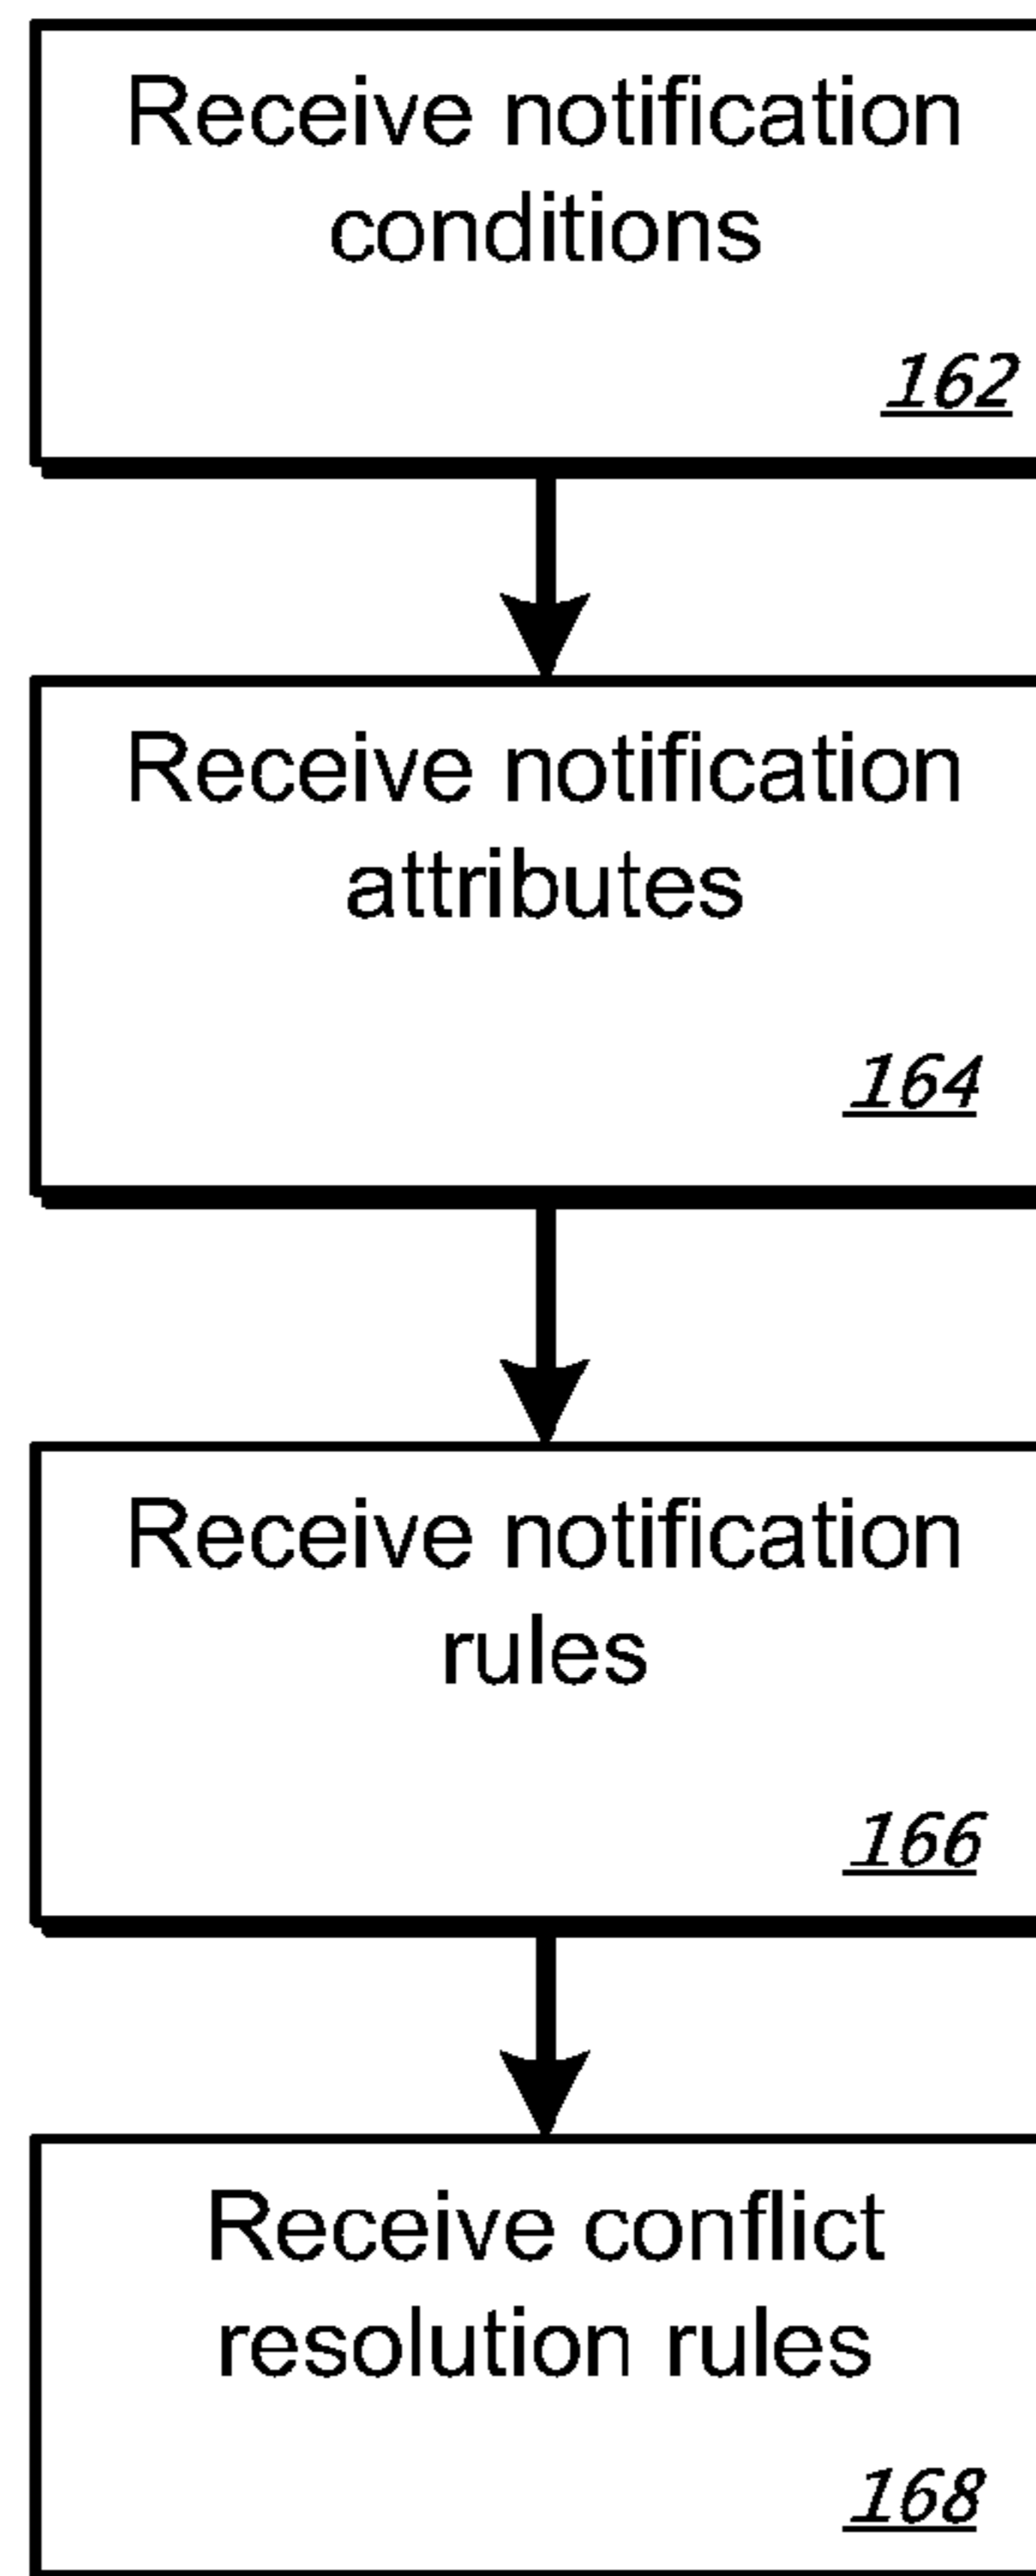 Receive notification
conditions
162
Receive notification
attributes
164
Receive notification
rules
166
Receive conflict
resolution rules
168